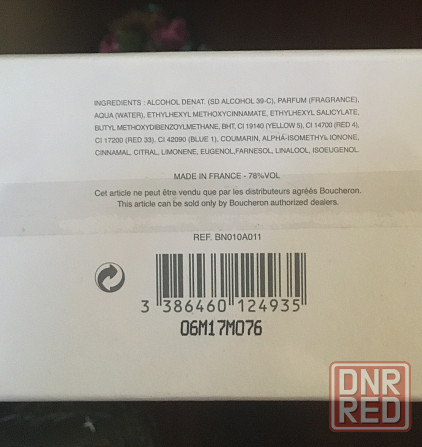 INGREDIENTS : ALCOHOL DENAT. (SD ALCOHOL 39-C), PARFUM (FRAGRANCE),
AQUA (WATER), ETHYLHEXYL METHOXYCINNAMATE, ETHYLHEXYL SALICYLATE,
BUTYL METHOXYDIBENZOYLMETHANE, BHT, CI 19140 (YELLOW 5), CI 14700 (RED 4),
CI 17200 (RED 33), CI 42090 (BLUE 1), COUMARIN, ALPHA-ISOMETHYL IONONE,
CINNAMAL, CITRAL, LIMONENE, EUGENOL,FARNESOL, LINALOOL, ISOEUGENOL.
MADE IN FRANCE - 78%VOL
Cet article ne peut être vendu que par les distributeurs agréés Boucheron.
This article can be sold only by Boucheron authorized dealers.
REF. BN010A011
3 386460 124935
06M17M076
DNR
RED